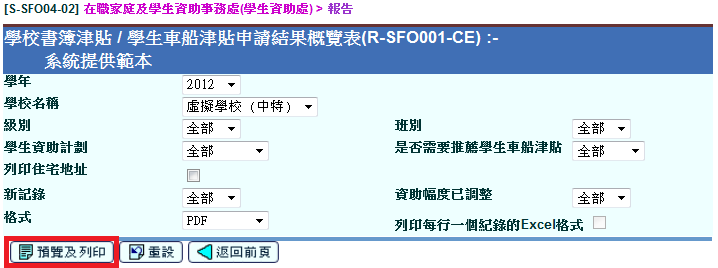 [S-SFO04-02] 在職家庭及學生資助事務處(學生資助處) > 報告
學校書簿津貼 / 學生車船津貼申請結果概覽表(R-SFO001-CE) :-
系統提供範本
學年 2012
學校名稱 虛擬學校 (中特)
級別 全部 班別 全部
學生資助計劃 全部 是否需要推薦學生車船津貼 全部
列印住宅地址
新記錄 全部 資助幅度已調整 全部
格式 PDF 列印每行一個紀錄的Excel格式
預覽及列印 重設 返回前頁